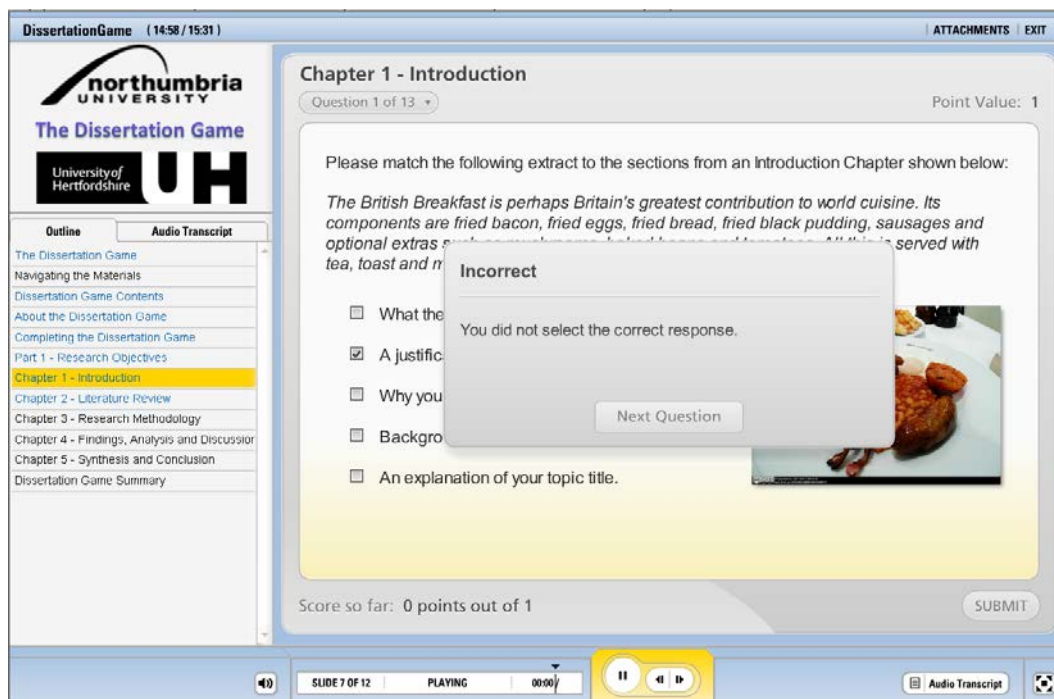 DissertationGame (14:58 / 15:31)
ATTACHMENTS EXIT
northumbria
UNIVERSITY
The Dissertation Game
University of
Hertfordshire
UH
Outline
Audio Transcript
The Dissertation Game
Navigating the Materials
Dissertation Game Contents
About the Dissertation Game
Completing the Dissertation Game
Part 1 - Research Objectives
Chapter 1 - Introduction
Chapter 2 - Literature Review
Chapter 3 - Research Methodology
Chapter 4 - Findings, Analysis and Discussion
Chapter 5 - Synthesis and Conclusion
Dissertation Game Summary
Chapter 1 - Introduction
Question 1 of 13
Point Value: 1
Please match the following extract to the sections from an Introduction Chapter shown below:
The British Breakfast is perhaps Britain's greatest contribution to world cuisine. Its
components are fried bacon, fried eggs, fried bread, fried black pudding, sausages and
optional extras served with
tea, toast and
Incorrect
You did not select the correct response.
Next Question
What the
A justific
Why you
Backgro
An explanation of your topic title.
Score so far: 0 points out of 1
SUBMIT
SLIDE 7 OF 12 PLAYING 00:00 /
Audio Transcript